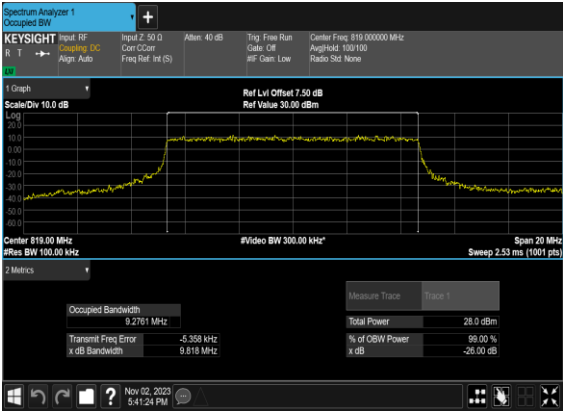 Spectrum Analyzer 1
Occupied BW
KEYSIGHT
R T
LXI
Input: RF
Coupling: DC
Align: Auto
Input Z: 50 Ω
Corr CCorr
Freq Ref: Int (S)
Atten: 40 dB
Trig: Free Run
Gate: Off
#IF Gain: Low
Center Freq: 819.000000 MHz
Avg|Hold: 100/100
Radio Std: None
1 Graph
Scale/Div 10.0 dB
Ref Lvl Offset 7.50 dB
Ref Value 30.00 dBm
Log
20.0
10.0
0.00
-10.0
-20.0
-30.0
-40.0
-50.0
-60.0
Center 819.00 MHz
#Video BW 300.00 kHz*
Span 20 MHz
#Res BW 100.00 kHz
Sweep 2.53 ms (1001 pts)
2 Metrics
Measure Trace Trace 1
Occupied Bandwidth
9.2761 MHz
Total Power 28.0 dBm
Transmit Freq Error -5.358 kHz
% of OBW Power 99.00 %
x dB Bandwidth 9.818 MHz
x dB -26.00 dB
?
Nov 02, 2023
5:41:24 PM